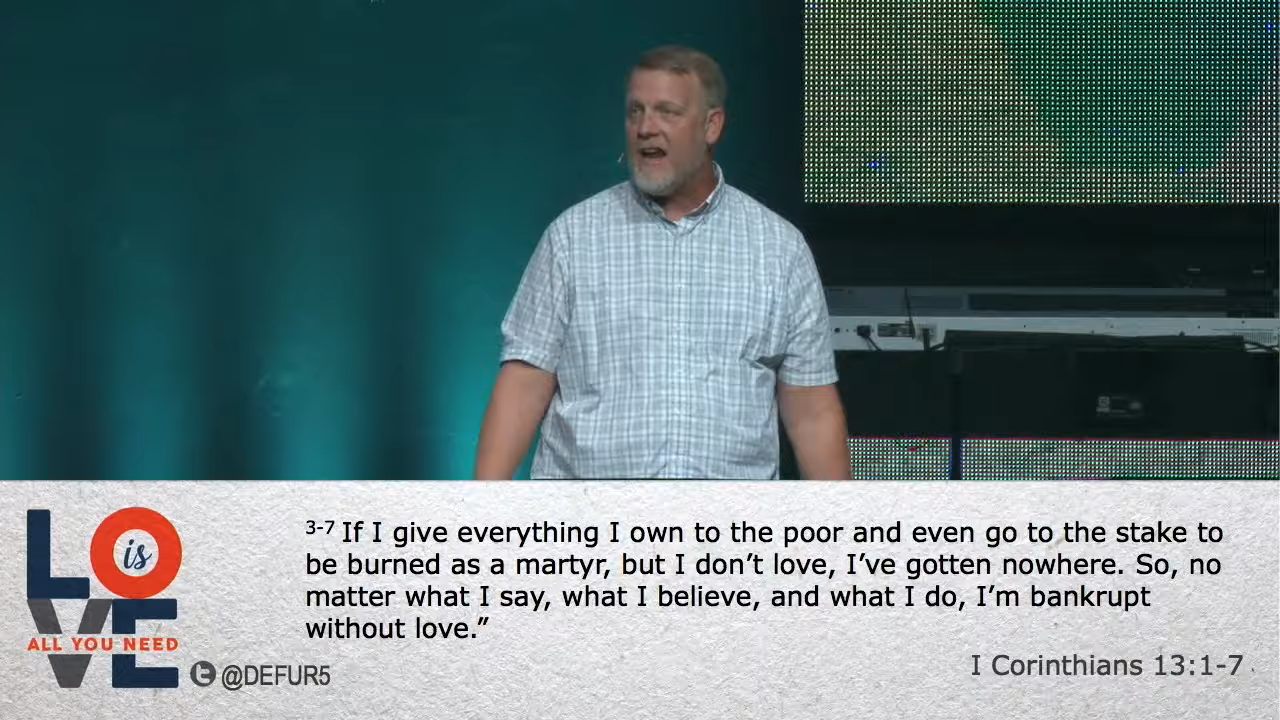 LO
is
VE
ALL YOU NEED
@DEFUR5
3-7 If I give everything I own to the poor and even go to the stake to
be burned as a martyr, but I don’t love, I’ve gotten nowhere. So, no
matter what I say, what I believe, and what I do, I’m bankrupt
without love.”
I Corinthians 13:1-7